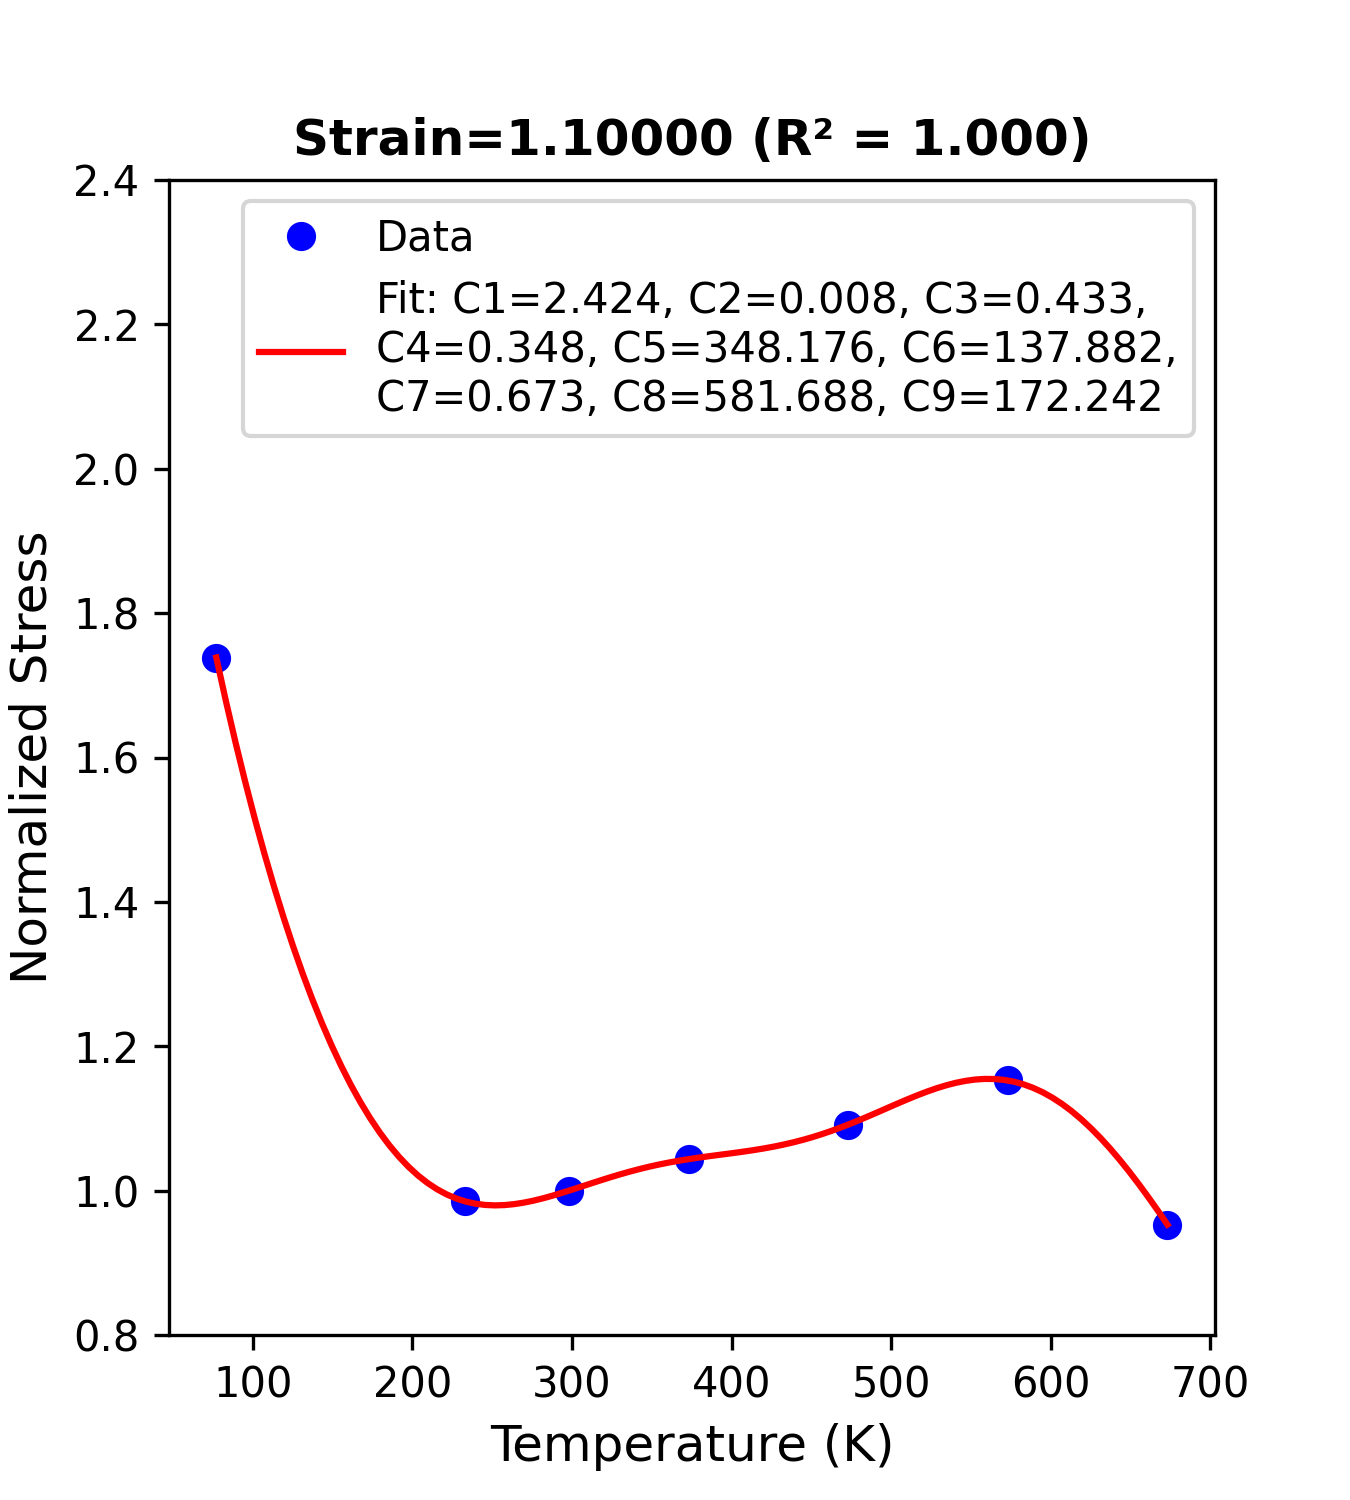 Strain=1.10000 (R² = 1.000)
Data
Fit: C1=2.424, C2=0.008, C3=0.433,
C4=0.348, C5=348.176, C6=137.882,
C7=0.673, C8=581.688, C9=172.242
2.4
2.2
2.0
1.8
1.6
1.4
1.2
1.0
0.8
Normalized Stress
100 200 300 400 500 600 700
Temperature (K)